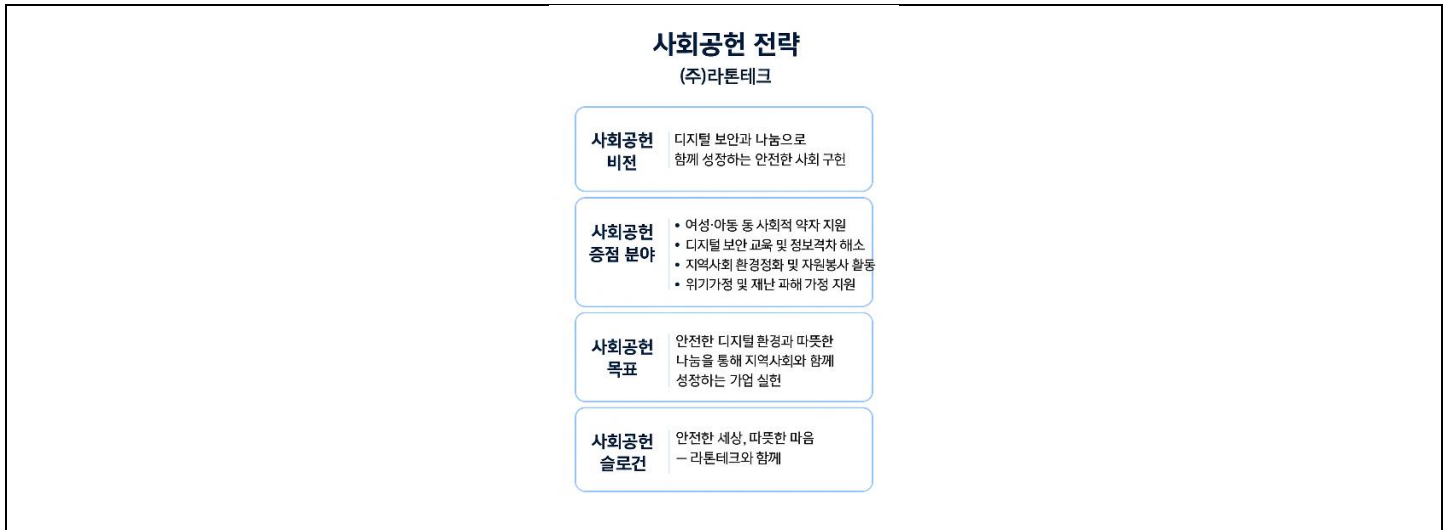 사회공헌 전략
(주)라톤테크
사회공헌
비전
디지털 보안과 나눔으로
함께 성장하는 안전한 사회 구헌
사회공헌
증점 분야
• 여성·아동 동 사회적 약자 지원
• 디지털 보안 교육 및 정보격차 해소
• 지역사회 환경정화 및 자원봉사 활동
• 위기가정 및 재난 과해 가정 지원
사회공헌
목표
안전한 디지털 환경과 따뜻한
나눔을 통해 지역사회와 함께
성장하는 가업 실헌
사회공헌
슬로건
안전한 세상, 따뜻한 마음
– 라톤테크와 함께